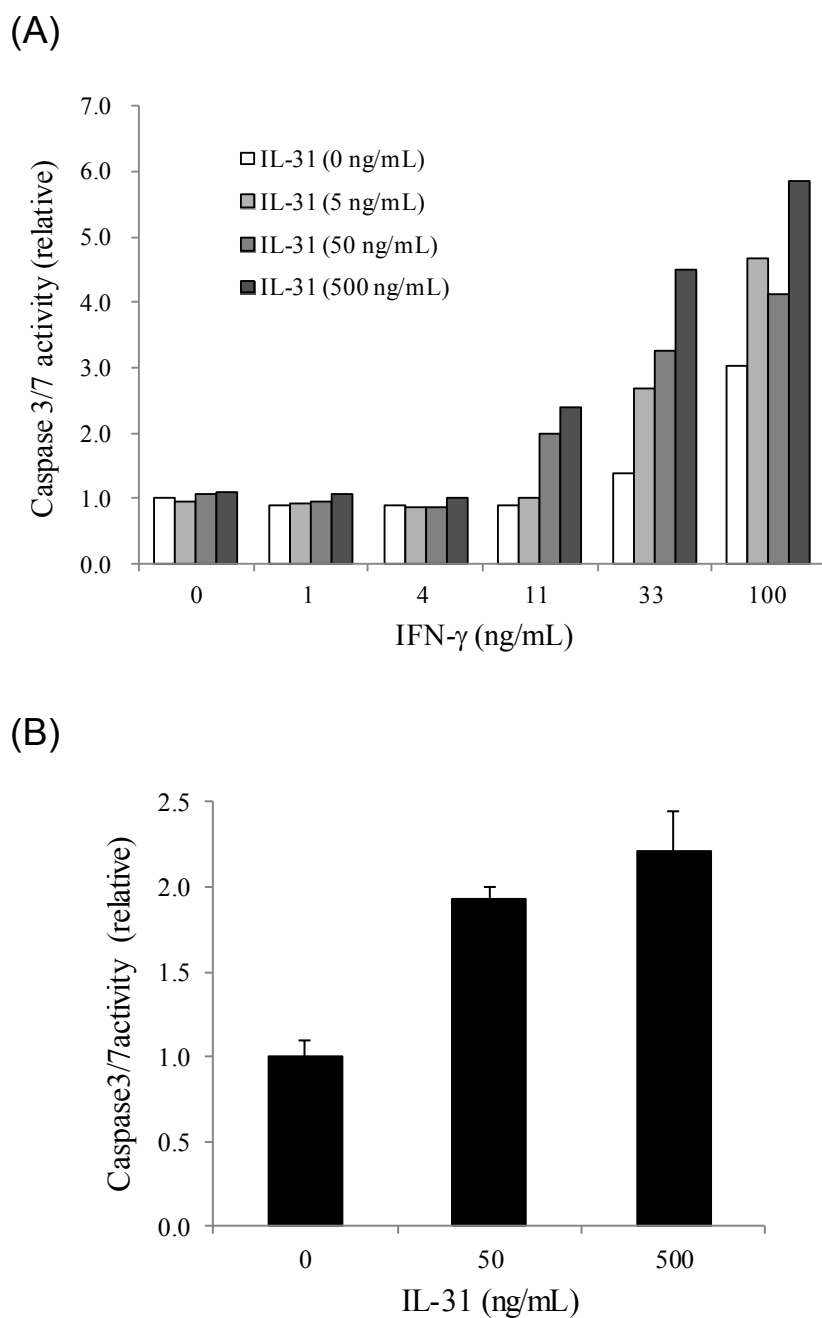 (A)
Caspase 3/7 activity (relative)
7.0
6.0
5.0
4.0
3.0
2.0
1.0
0.0
IL-31 (0 ng/mL)
IL-31 (5 ng/mL)
IL-31 (50 ng/mL)
IL-31 (500 ng/mL)
0 1 4 11 33 100
IFN-γ (ng/mL)
(B)
Caspase3/7activity (relative)
2.5
2.0
1.5
1.0
0.5
0.0
0 50 500
IL-31 (ng/mL)